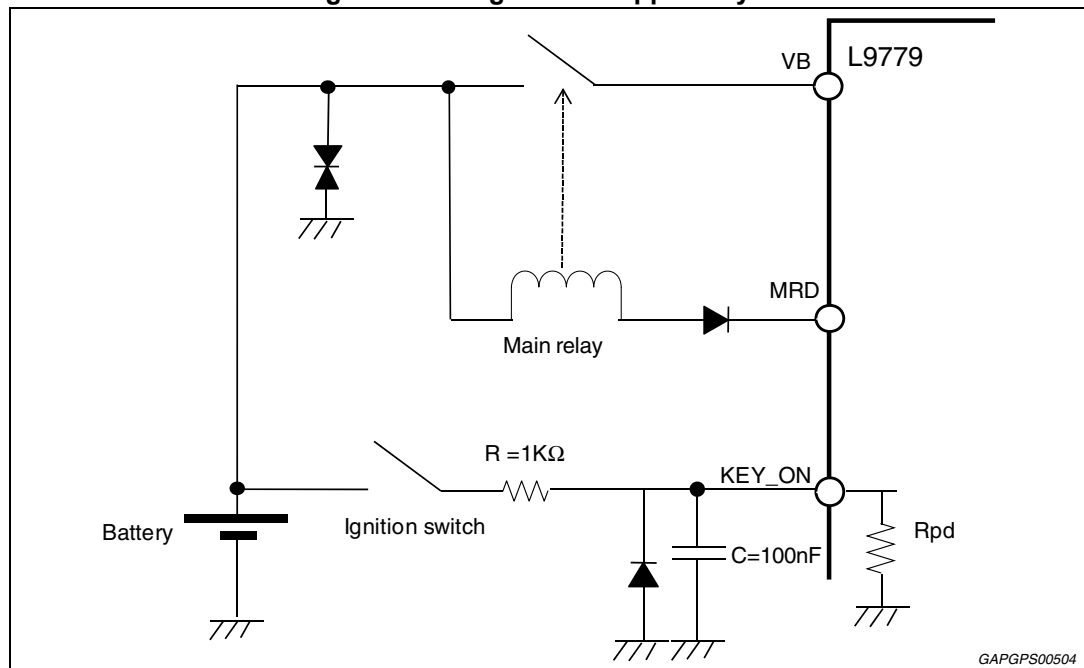 VB
L9779
MRD
Main relay
R =1KΩ
KEY_ON
Battery
Ignition switch
C=100nF
Rpd
GAPGPS00504